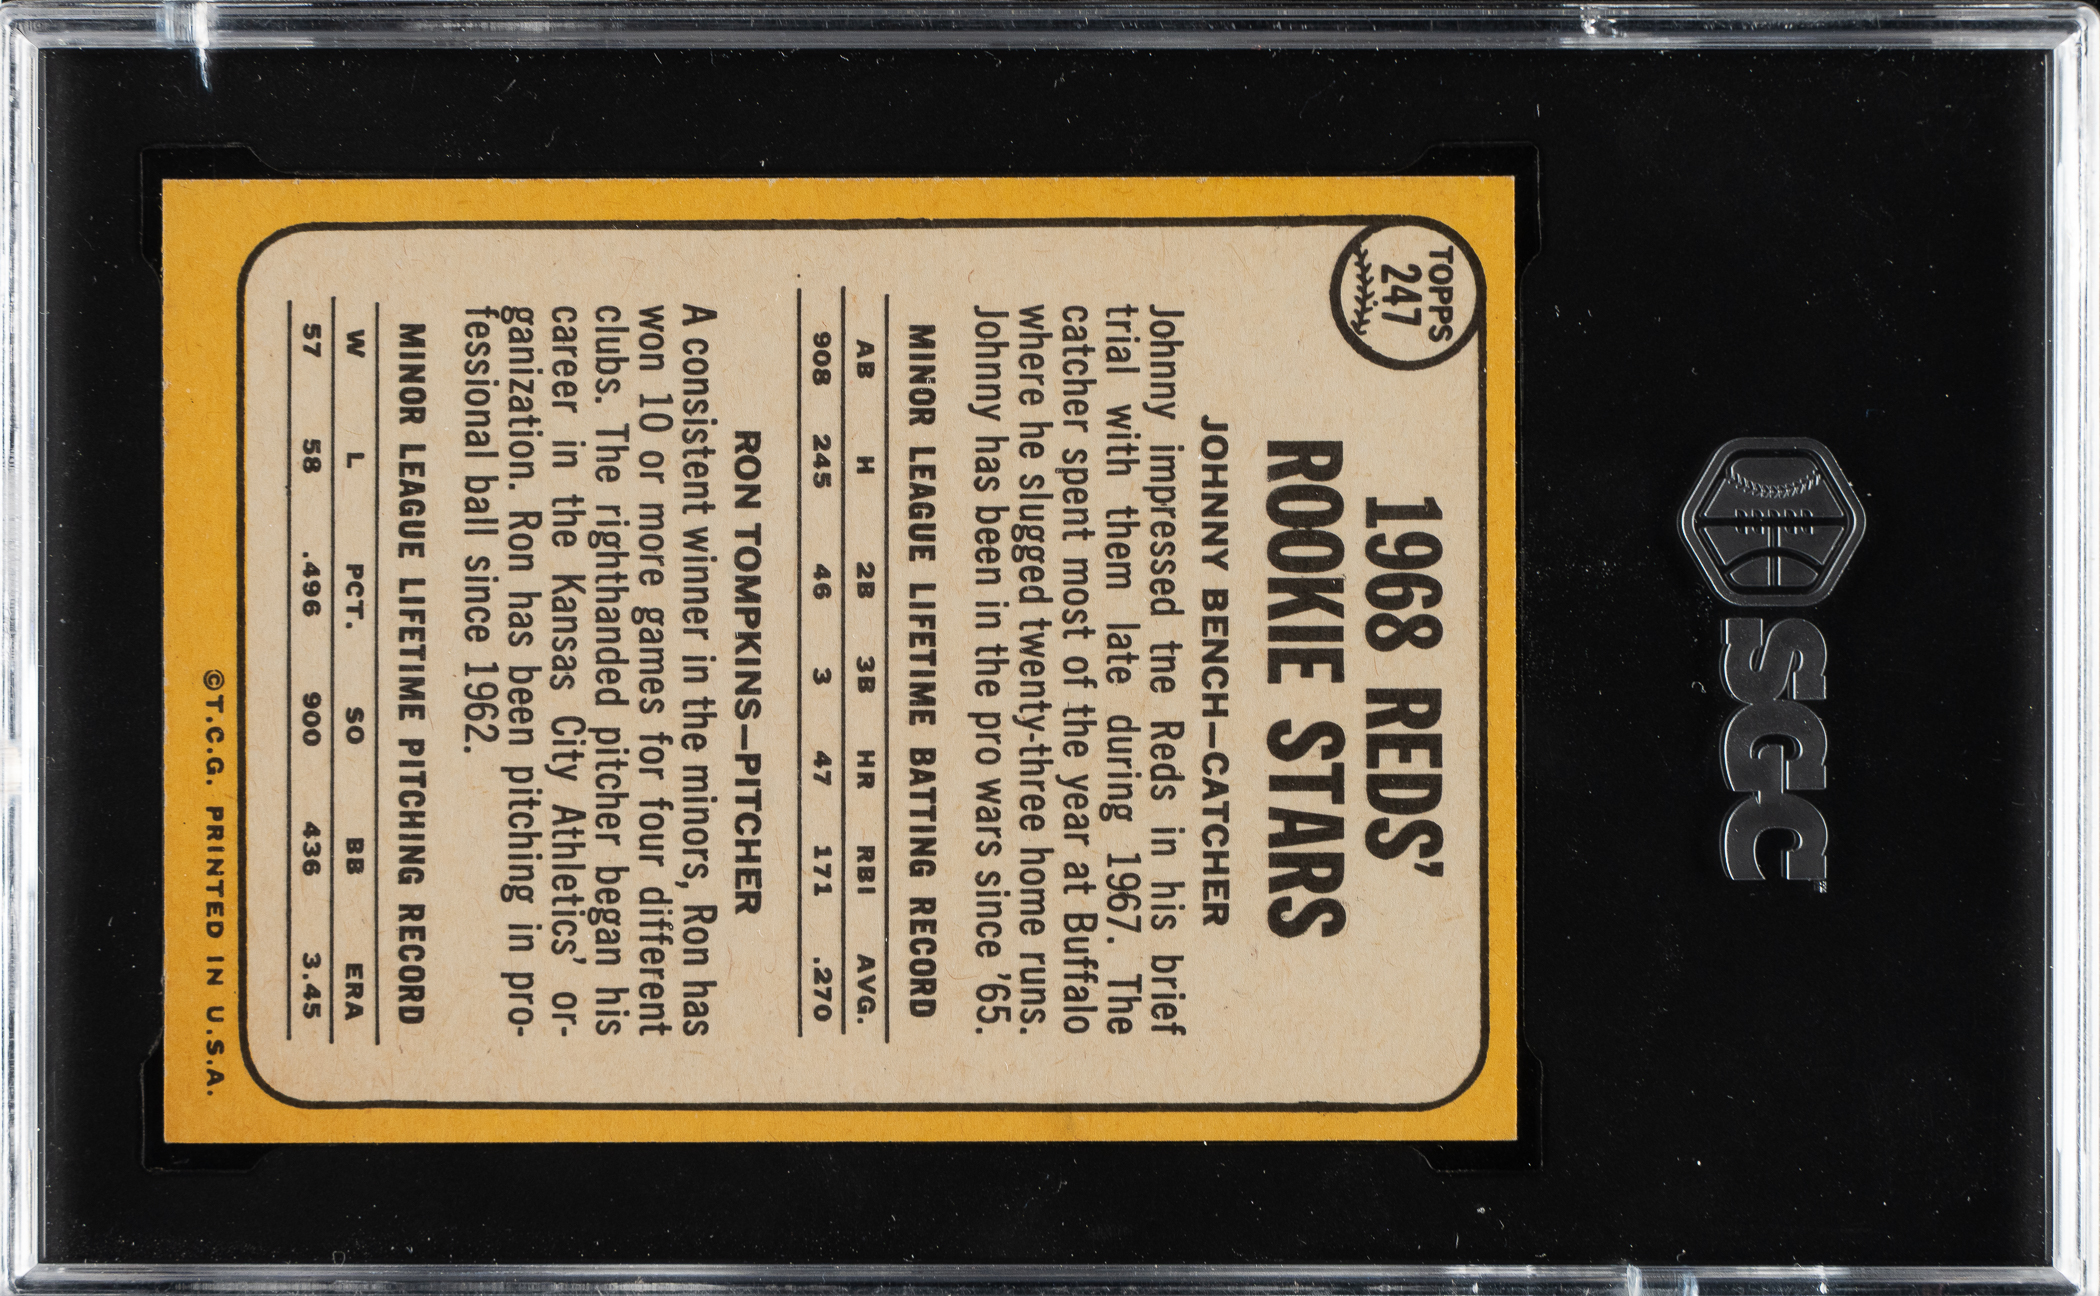 SGC
TOPPS
247
1968 REDS'
ROOKIE STARS
JOHNNY BENCH—CATCHER
Johnny impressed tne Reds in his brief
trial with them late during 1967. The
catcher spent most of the year at Buffalo
where he slugged twenty-three home runs.
Johnny has been in the pro wars since '65.
MINOR LEAGUE LIFETIME BATTING RECORD
AB H 2B 3B HR RBI AVG.
908 245 46 3 47 171 .270
RON TOMPKINS—PITCHER
A consistent winner in the minors, Ron has
won 10 or more games for four different
clubs. The righthanded pitcher began his
career in the Kansas City Athletics' or-
ganization. Ron has been pitching in pro-
fessional ball since 1962.
MINOR LEAGUE LIFETIME PITCHING RECORD
W L PCT. SO BB ERA
57 58 .496 900 436 3.45
©T.C.G. PRINTED IN U.S.A.